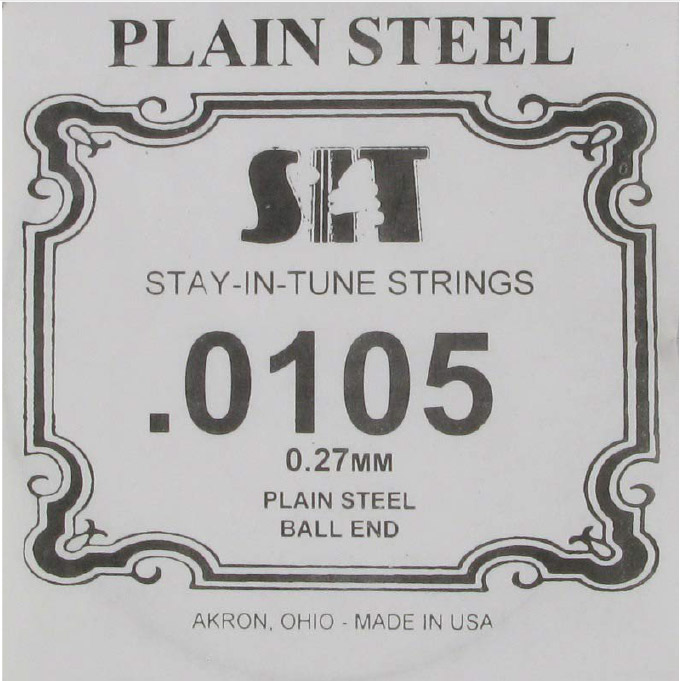 PLAIN STEEL
SIT
STAY-IN-TUNE STRINGS
.0105
0.27MM
PLAIN STEEL
BALL END
AKRON, OHIO - MADE IN USA